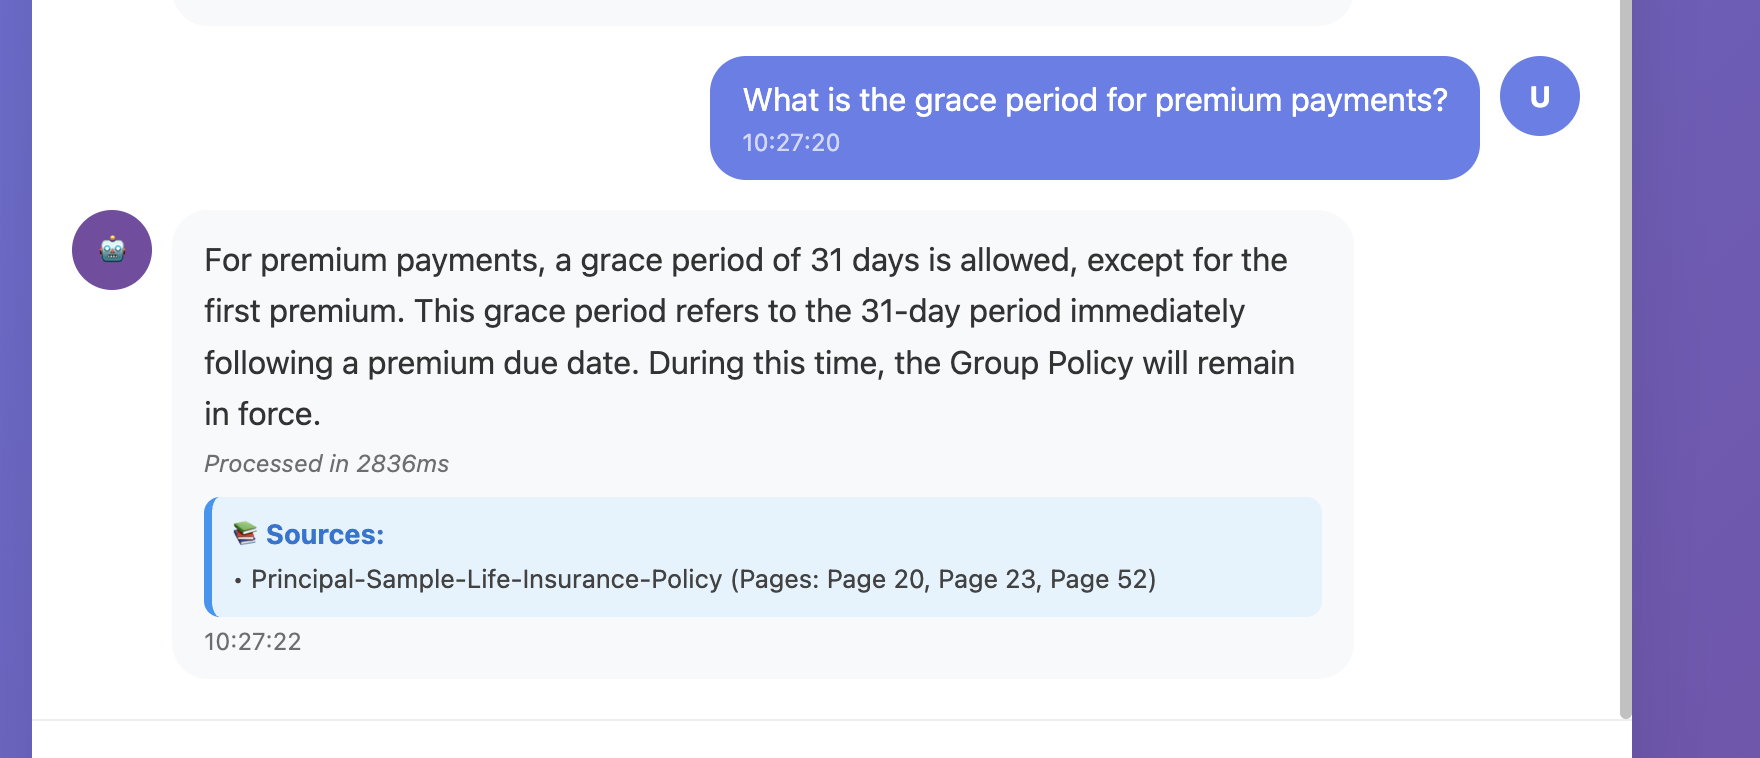 What is the grace period for premium payments?
10:27:20
U
For premium payments, a grace period of 31 days is allowed, except for the
first premium. This grace period refers to the 31-day period immediately
following a premium due date. During this time, the Group Policy will remain
in force.
Processed in 2836ms
📚 Sources:
• Principal-Sample-Life-Insurance-Policy (Pages: Page 20, Page 23, Page 52)
10:27:22